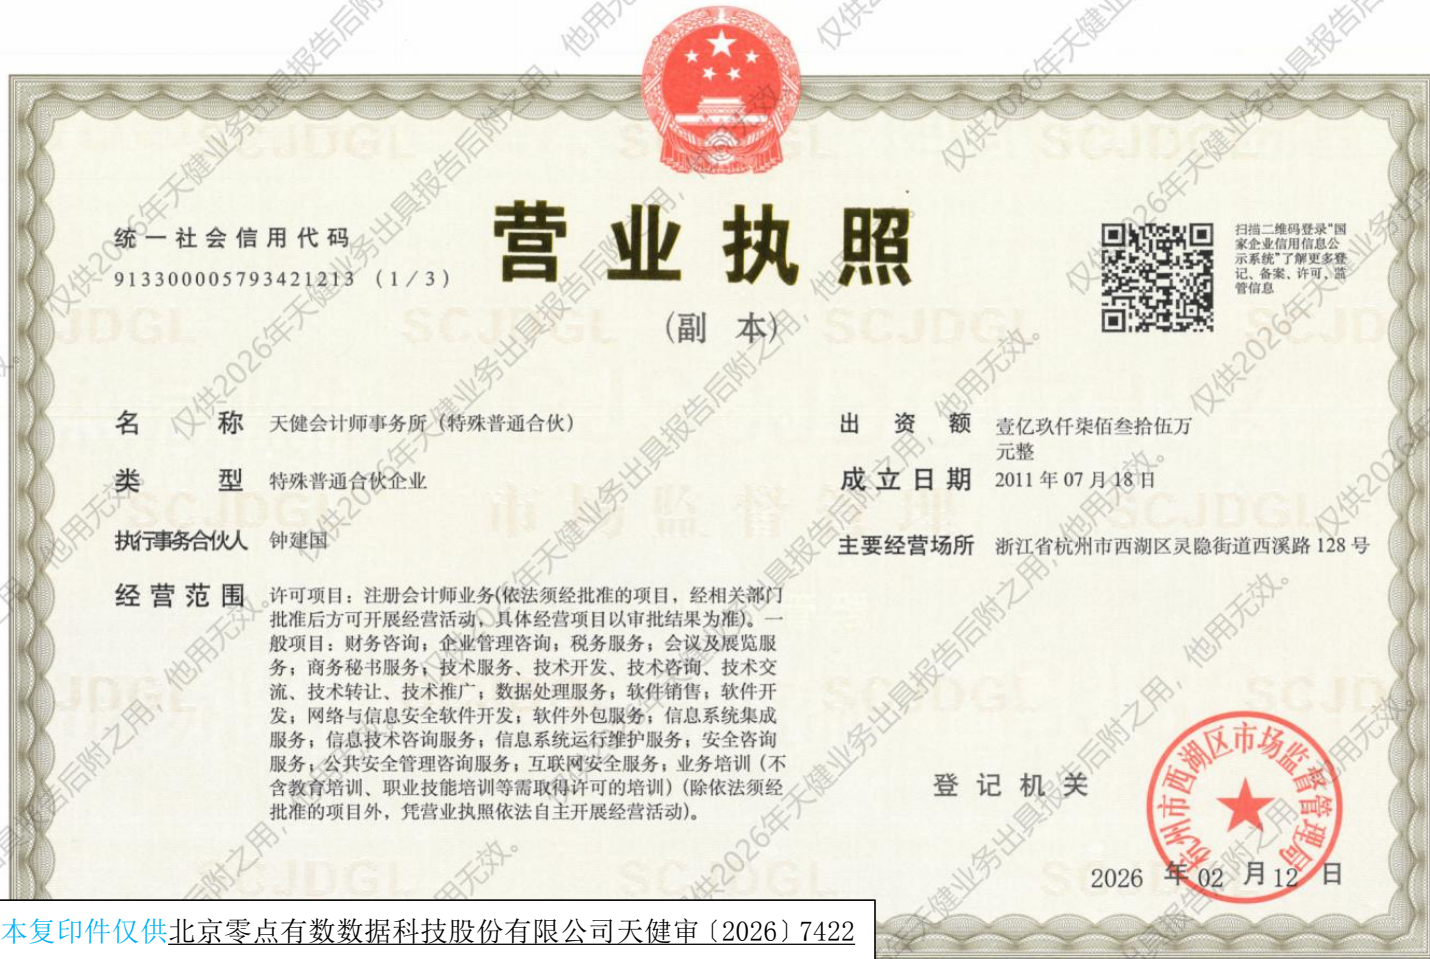 营业执照
（副 本）
统一社会信用代码
913300005793421213 （1/3）
扫描二维码登录“国
家企业信用信息公
示系统”了解更多登
记、备案、许可、监
管信息
名 称 天健会计师事务所（特殊普通合伙）
类 型 特殊普通合伙企业
执行事务合伙人 钟建国
经营范围 许可项目：注册会计师业务(依法须经批准的项目，经相关部门
批准后方可开展经营活动，具体经营项目以审批结果为准)。一
般项目：财务咨询；企业管理咨询；税务服务；会议及展览服
务；商务秘书服务；技术服务、技术开发、技术咨询、技术交
流、技术转让、技术推广；数据处理服务；软件销售；软件开
发；网络与信息安全软件开发；软件外包服务；信息系统集成
服务；信息技术咨询服务；信息系统运行维护服务；安全咨询
服务；公共安全管理咨询服务；互联网安全服务；业务培训（不
含教育培训、职业技能培训等需取得许可的培训）(除依法须经
批准的项目外，凭营业执照依法自主开展经营活动)。
出 资 额 壹亿玖仟柒佰叁拾伍万
元整
成立日期 2011 年 07 月 18 日
主要经营场所 浙江省杭州市西湖区灵隐街道西溪路 128 号
登记机关
杭州市西湖区市场监督管理局
2026 年 02 月 12 日
仅供2026年天健业务出具报告后附之用，他用无效。
SCJDGL
市场监督管理
本复印件仅供北京零点有数数据科技股份有限公司天健审〔2026〕7422